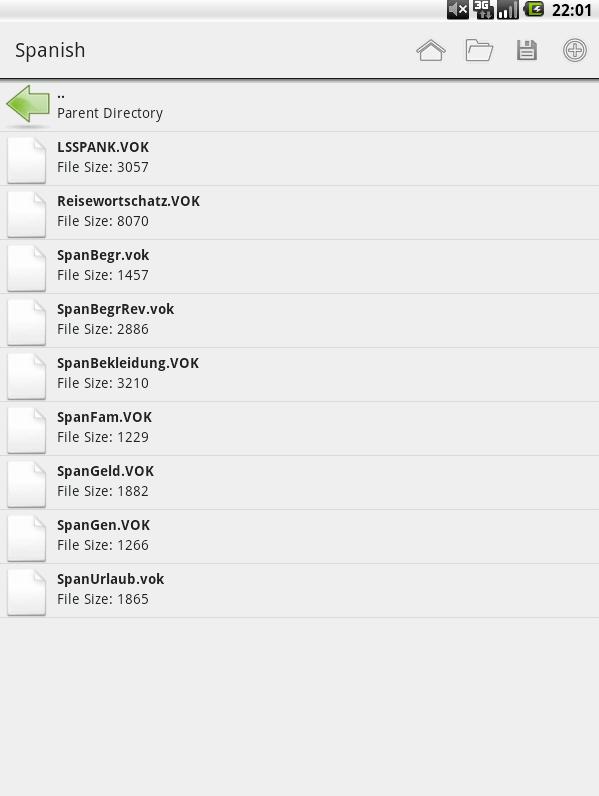 3G
22:01
Spanish
..
Parent Directory
LSSPANK.VOK
File Size: 3057
Reisewortschatz.VOK
File Size: 8070
SpanBegr.vok
File Size: 1457
SpanBegrRev.vok
File Size: 2886
SpanBekleidung.VOK
File Size: 3210
SpanFam.VOK
File Size: 1229
SpanGeld.VOK
File Size: 1882
SpanGen.VOK
File Size: 1266
SpanUrlaub.vok
File Size: 1865